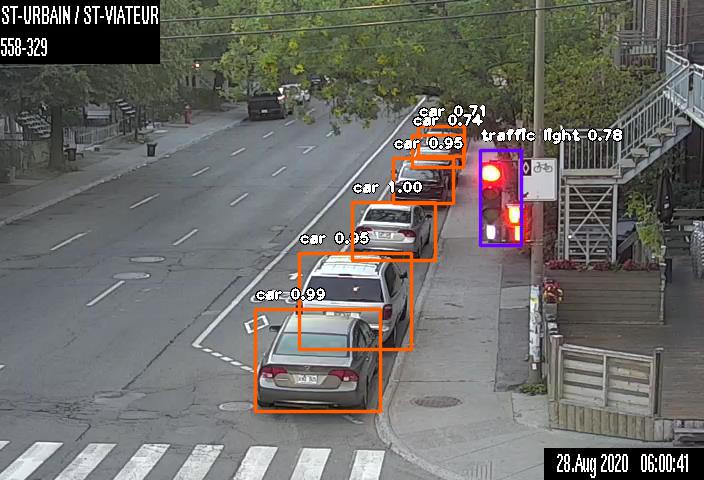 ST-URBAIN / ST-VIATEUR
558-329
car 0.71
car 0.74
traffic light 0.78
car 0.95
car 1.00
car 0.95
car 0.99
28.Aug 2020 06:00:41